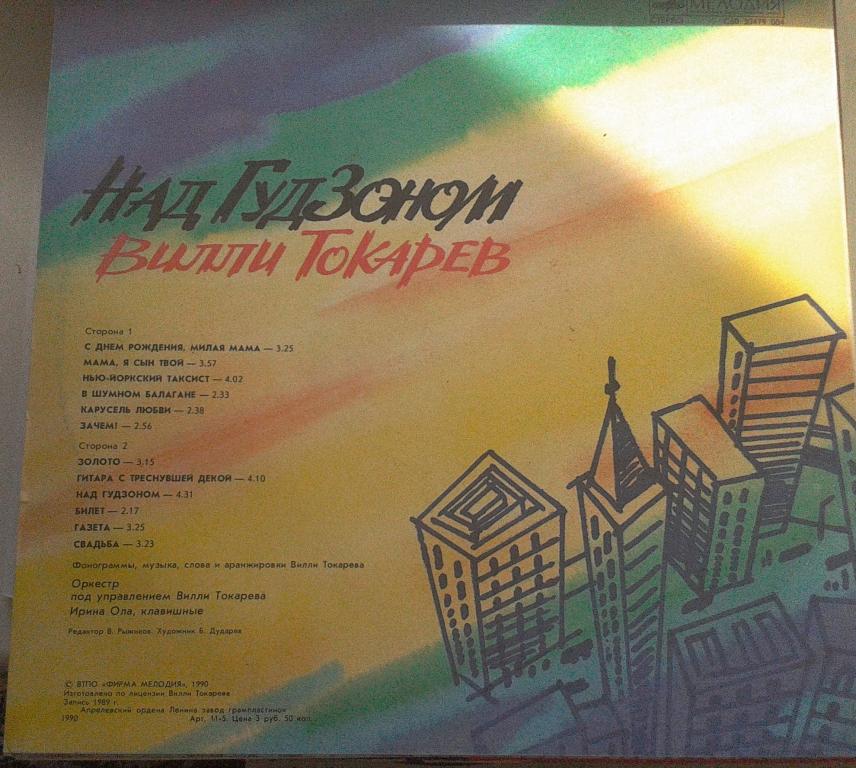 МЕЛОДИЯ
СТЕРЕО С60 30479 004
Над Гудзоном
Вилли Токарев
Сторона 1
С ДНЕМ РОЖДЕНИЯ, МИЛАЯ МАМА — 3.25
МАМА, Я СЫН ТВОЙ — 3.57
НЬЮ-ЙОРКСКИЙ ТАКСИСТ — 4.02
В ШУМНОМ БАЛАГАНЕ — 2.33
КАРУСЕЛЬ ЛЮБВИ — 2.38
ЗАЧЕМ! — 2.56
Сторона 2
ЗОЛОТО — 3.15
ГИТАРА С ТРЕСНУВШЕЙ ДЕКОЙ — 4.10
НАД ГУДЗОНОМ — 4.31
БИЛЕТ — 2.17
ГАЗЕТА — 3.25
СВАДЬБА — 3.23
Фонограммы, музыка, слова и аранжировки Вилли Токарева
Оркестр
под управлением Вилли Токарева
Ирина Ола, клавишные
Редактор В. Рыжиков. Художник Б. Дударев
© ВТПО «ФИРМА МЕЛОДИЯ», 1990
Изготовлено по лицензии Вилли Токарева
Запись 1989 г.
Апрелевский ордена Ленина завод грампластинок
1990 Арт. 11-5. Цена 3 руб. 50 коп.